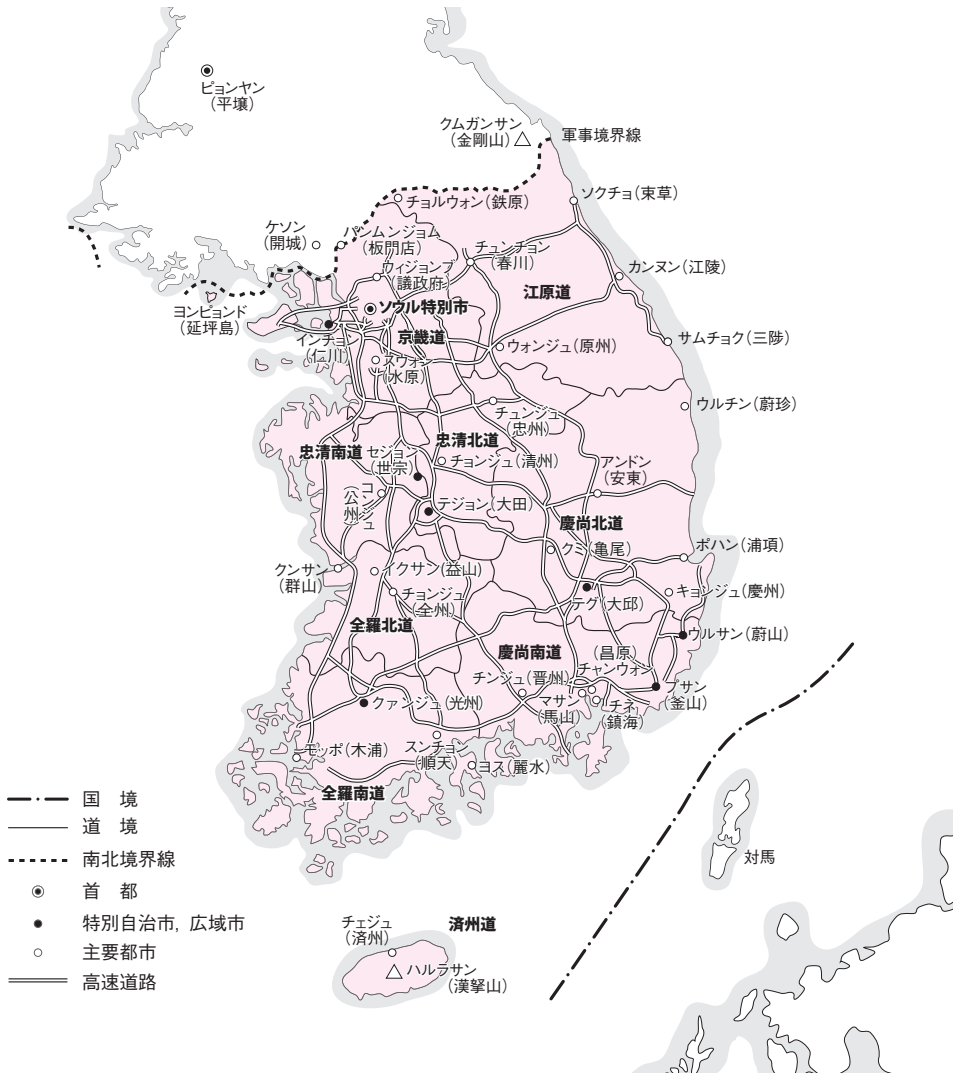 ピョンヤン
（平壌）
クムガンサン
（金剛山）
軍事境界線
チョルウォン（鉄原）
ソクチョ（束草）
ケソン
（開城）
パンムンジョム
（板門店）
チュンチョン
（春川）
ウィジョンブ
（議政府）
カンヌン（江陵）
江原道
ヨンピョンド
（延坪島）
ソウル特別市
インチョン
（仁川）
京畿道
サムチョク（三陟）
スウォン
（水原）
ウォンジュ（原州）
ウルチン（蔚珍）
チュンジュ
（忠州）
忠清南道
セジョン
（世宗）
忠清北道
チョンジュ（清州）
アンドン
（安東）
コンジュ
（公州）
テジョン（大田）
慶尚北道
クミ（亀尾）
ポハン（浦項）
クンサン
（群山）
イクサン（益山）
チョンジュ
（全州）
テグ（大邱）
キョンジュ（慶州）
全羅北道
ウルサン（蔚山）
慶尚南道
（昌原）
チャンウォン
チンジュ（晋州）
マサン
（馬山）
チネ
（鎮海）
プサン
（釜山）
クァンジュ（光州）
モッポ（木浦）
スンチョン
（順天）
ヨス（麗水）
全羅南道
対馬
チェジュ
（済州）
済州道
ハルラサン
（漢拏山）
国　境
道　境
南北境界線
首　都
特別自治市，広域市
主要都市
高速道路